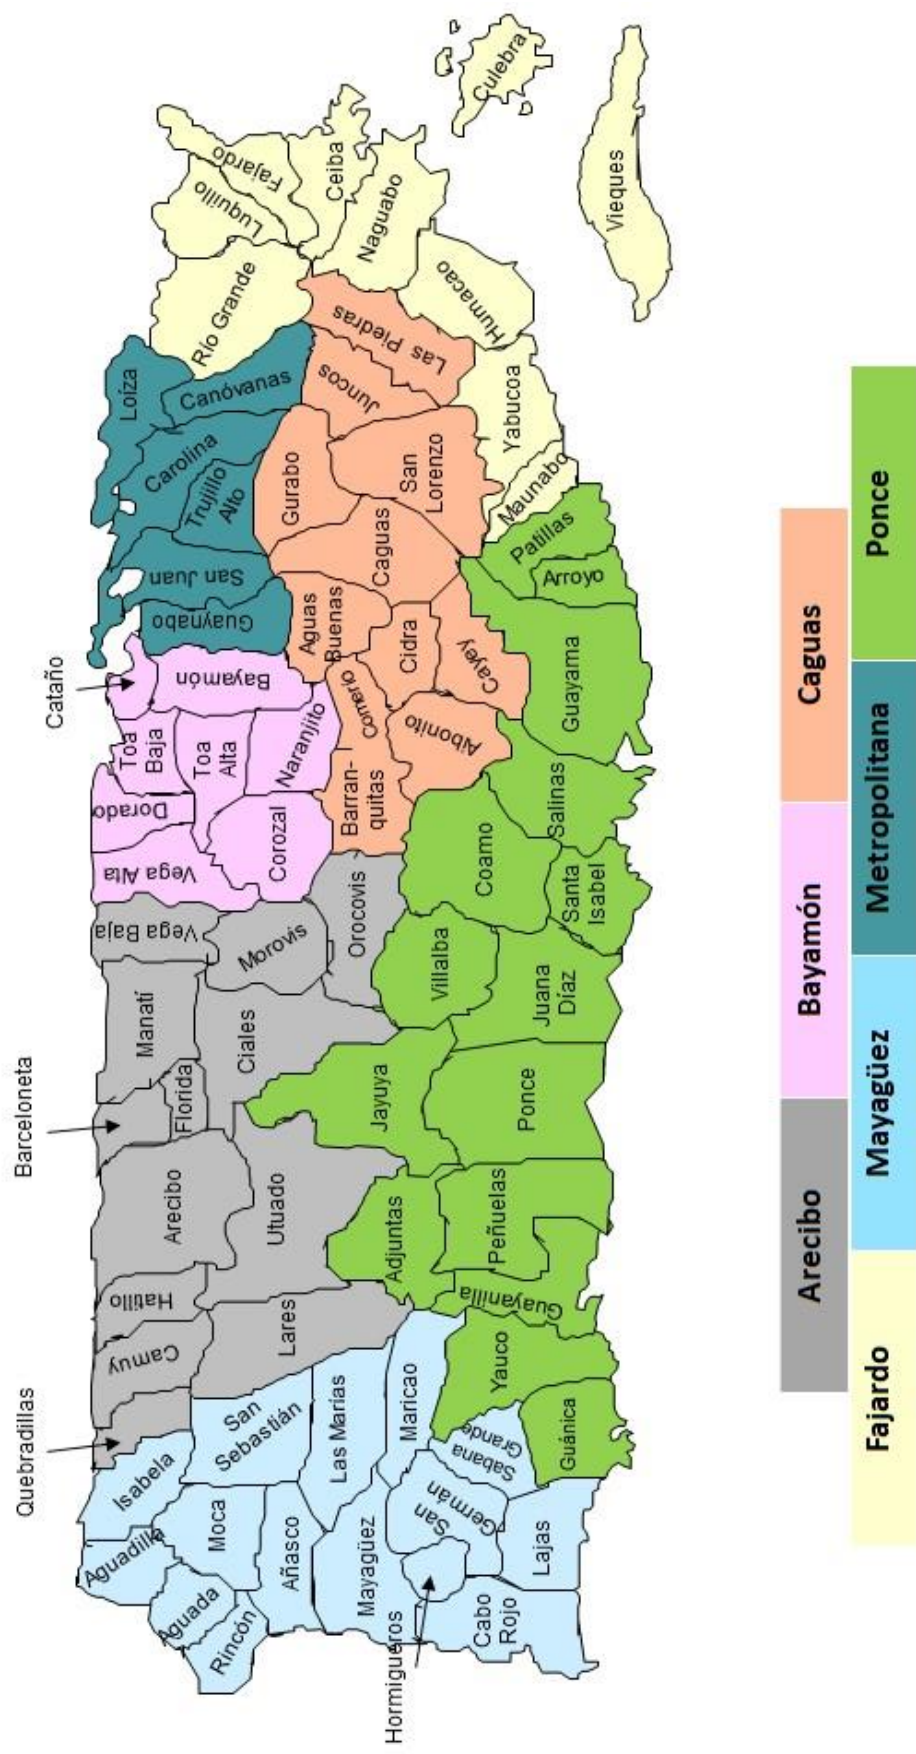 Quebradillas
Barceloneta
Cataño
Aguadilla
Isabela
Camuy
Hatillo
Arecibo
Florida
Manatí
Vega Baja
Vega Alta
Dorado
Toa
Baja
Toa
Alta
Bayamón
Guaynabo
San Juan
Trujillo
Alto
Carolina
Loíza
Canóvanas
Río Grande
Luquillo
Fajardo
Ceiba
Naguabo
Culebra
Vieques
Aguada
Rincón
Moca
San
Sebastián
Lares
Utuado
Ciales
Morovis
Corozal
Naranjito
Orocovis
Barran-
quitas
Comerio
Aguas
Buenas
Caguas
Gurabo
Juncos
Las Piedras
Humacao
Añasco
Las Marías
Mayagüez
Maricao
Adjuntas
Jayuya
Villalba
Coamo
Aibonito
Cidra
Cayey
San
Lorenzo
Yabucoa
Maunabo
Patillas
Arroyo
Guayama
Salinas
Santa
Isabel
Juana
Díaz
Ponce
Peñuelas
Guayanilla
Yauco
Guánica
Sabana
Grande
San
Germán
Lajas
Cabo
Rojo
Hormigueros
Arecibo
Bayamón
Caguas
Fajardo
Mayagüez
Metropolitana
Ponce